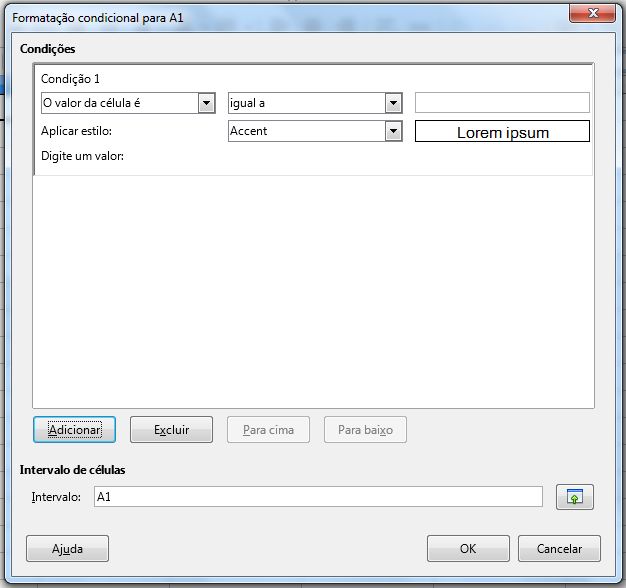 Formatação condicional para A1
Condições
Condição 1
O valor da célula é igual a
Aplicar estilo: Accent Lorem ipsum
Digite um valor:
Adicionar Excluir Para cima Para baixo
Intervalo de células
Intervalo: A1
Ajuda OK Cancelar